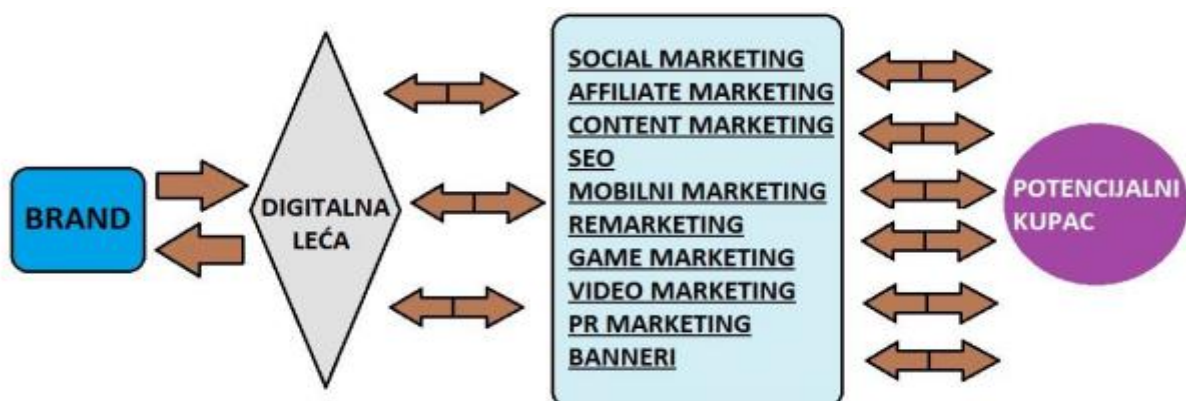 BRAND
DIGITALNA
LEĆA
SOCIAL MARKETING
AFFILIATE MARKETING
CONTENT MARKETING
SEO
MOBILNI MARKETING
REMARKETING
GAME MARKETING
VIDEO MARKETING
PR MARKETING
BANNERI
POTENCIJALNI
KUPAC